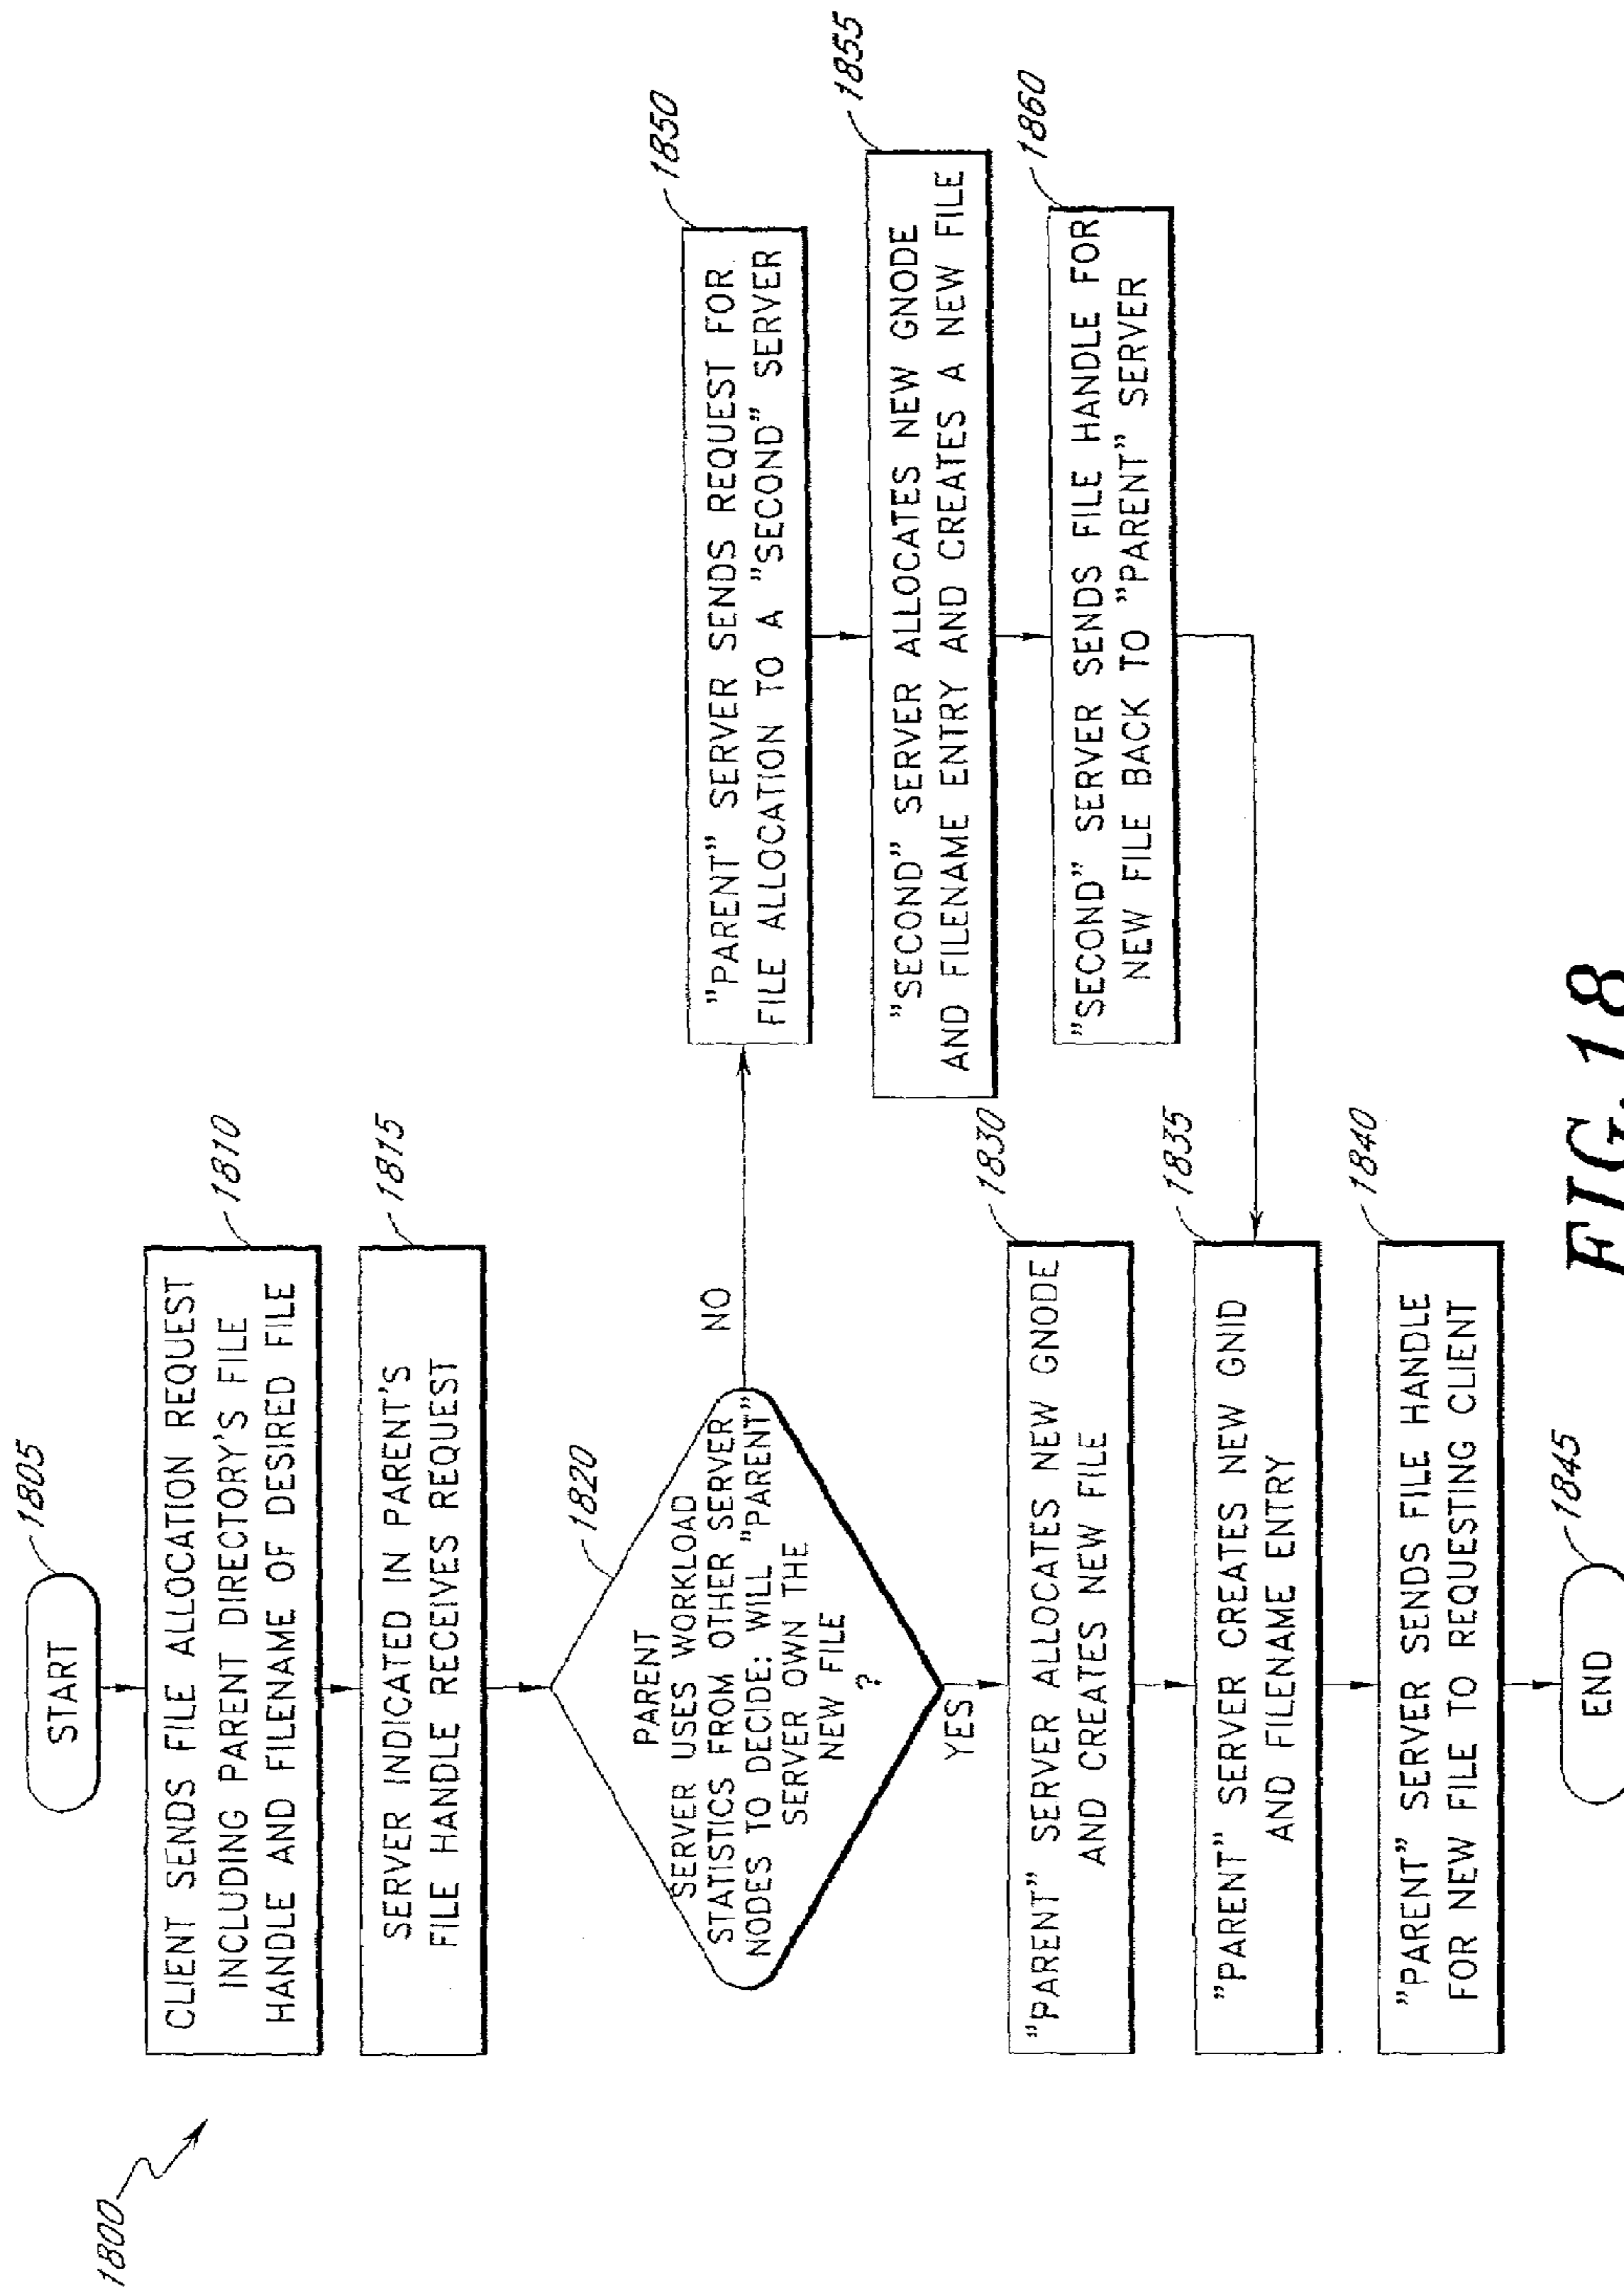 1800
START
1805
CLIENT SENDS FILE ALLOCATION REQUEST
INCLUDING PARENT DIRECTORY'S FILE
HANDLE AND FILENAME OF DESIRED FILE
1810
SERVER INDICATED IN PARENT'S
FILE HANDLE RECEIVES REQUEST
1815
PARENT
SERVER USES WORKLOAD
STATISTICS FROM OTHER SERVER
NODES TO DECIDE: WILL "PARENT"
SERVER OWN THE
NEW FILE
?
1820
NO
YES
"PARENT" SERVER SENDS REQUEST FOR
FILE ALLOCATION TO A "SECOND" SERVER
1850
"SECOND" SERVER ALLOCATES NEW GNODE
AND FILENAME ENTRY AND CREATES A NEW FILE
1855
"SECOND" SERVER SENDS FILE HANDLE FOR
NEW FILE BACK TO "PARENT" SERVER
1860
"PARENT" SERVER ALLOCATES NEW GNODE
AND CREATES NEW FILE
1830
"PARENT" SERVER CREATES NEW GNID
AND FILENAME ENTRY
1835
"PARENT" SERVER SENDS FILE HANDLE
FOR NEW FILE TO REQUESTING CLIENT
1840
END
1845
FIG. 18